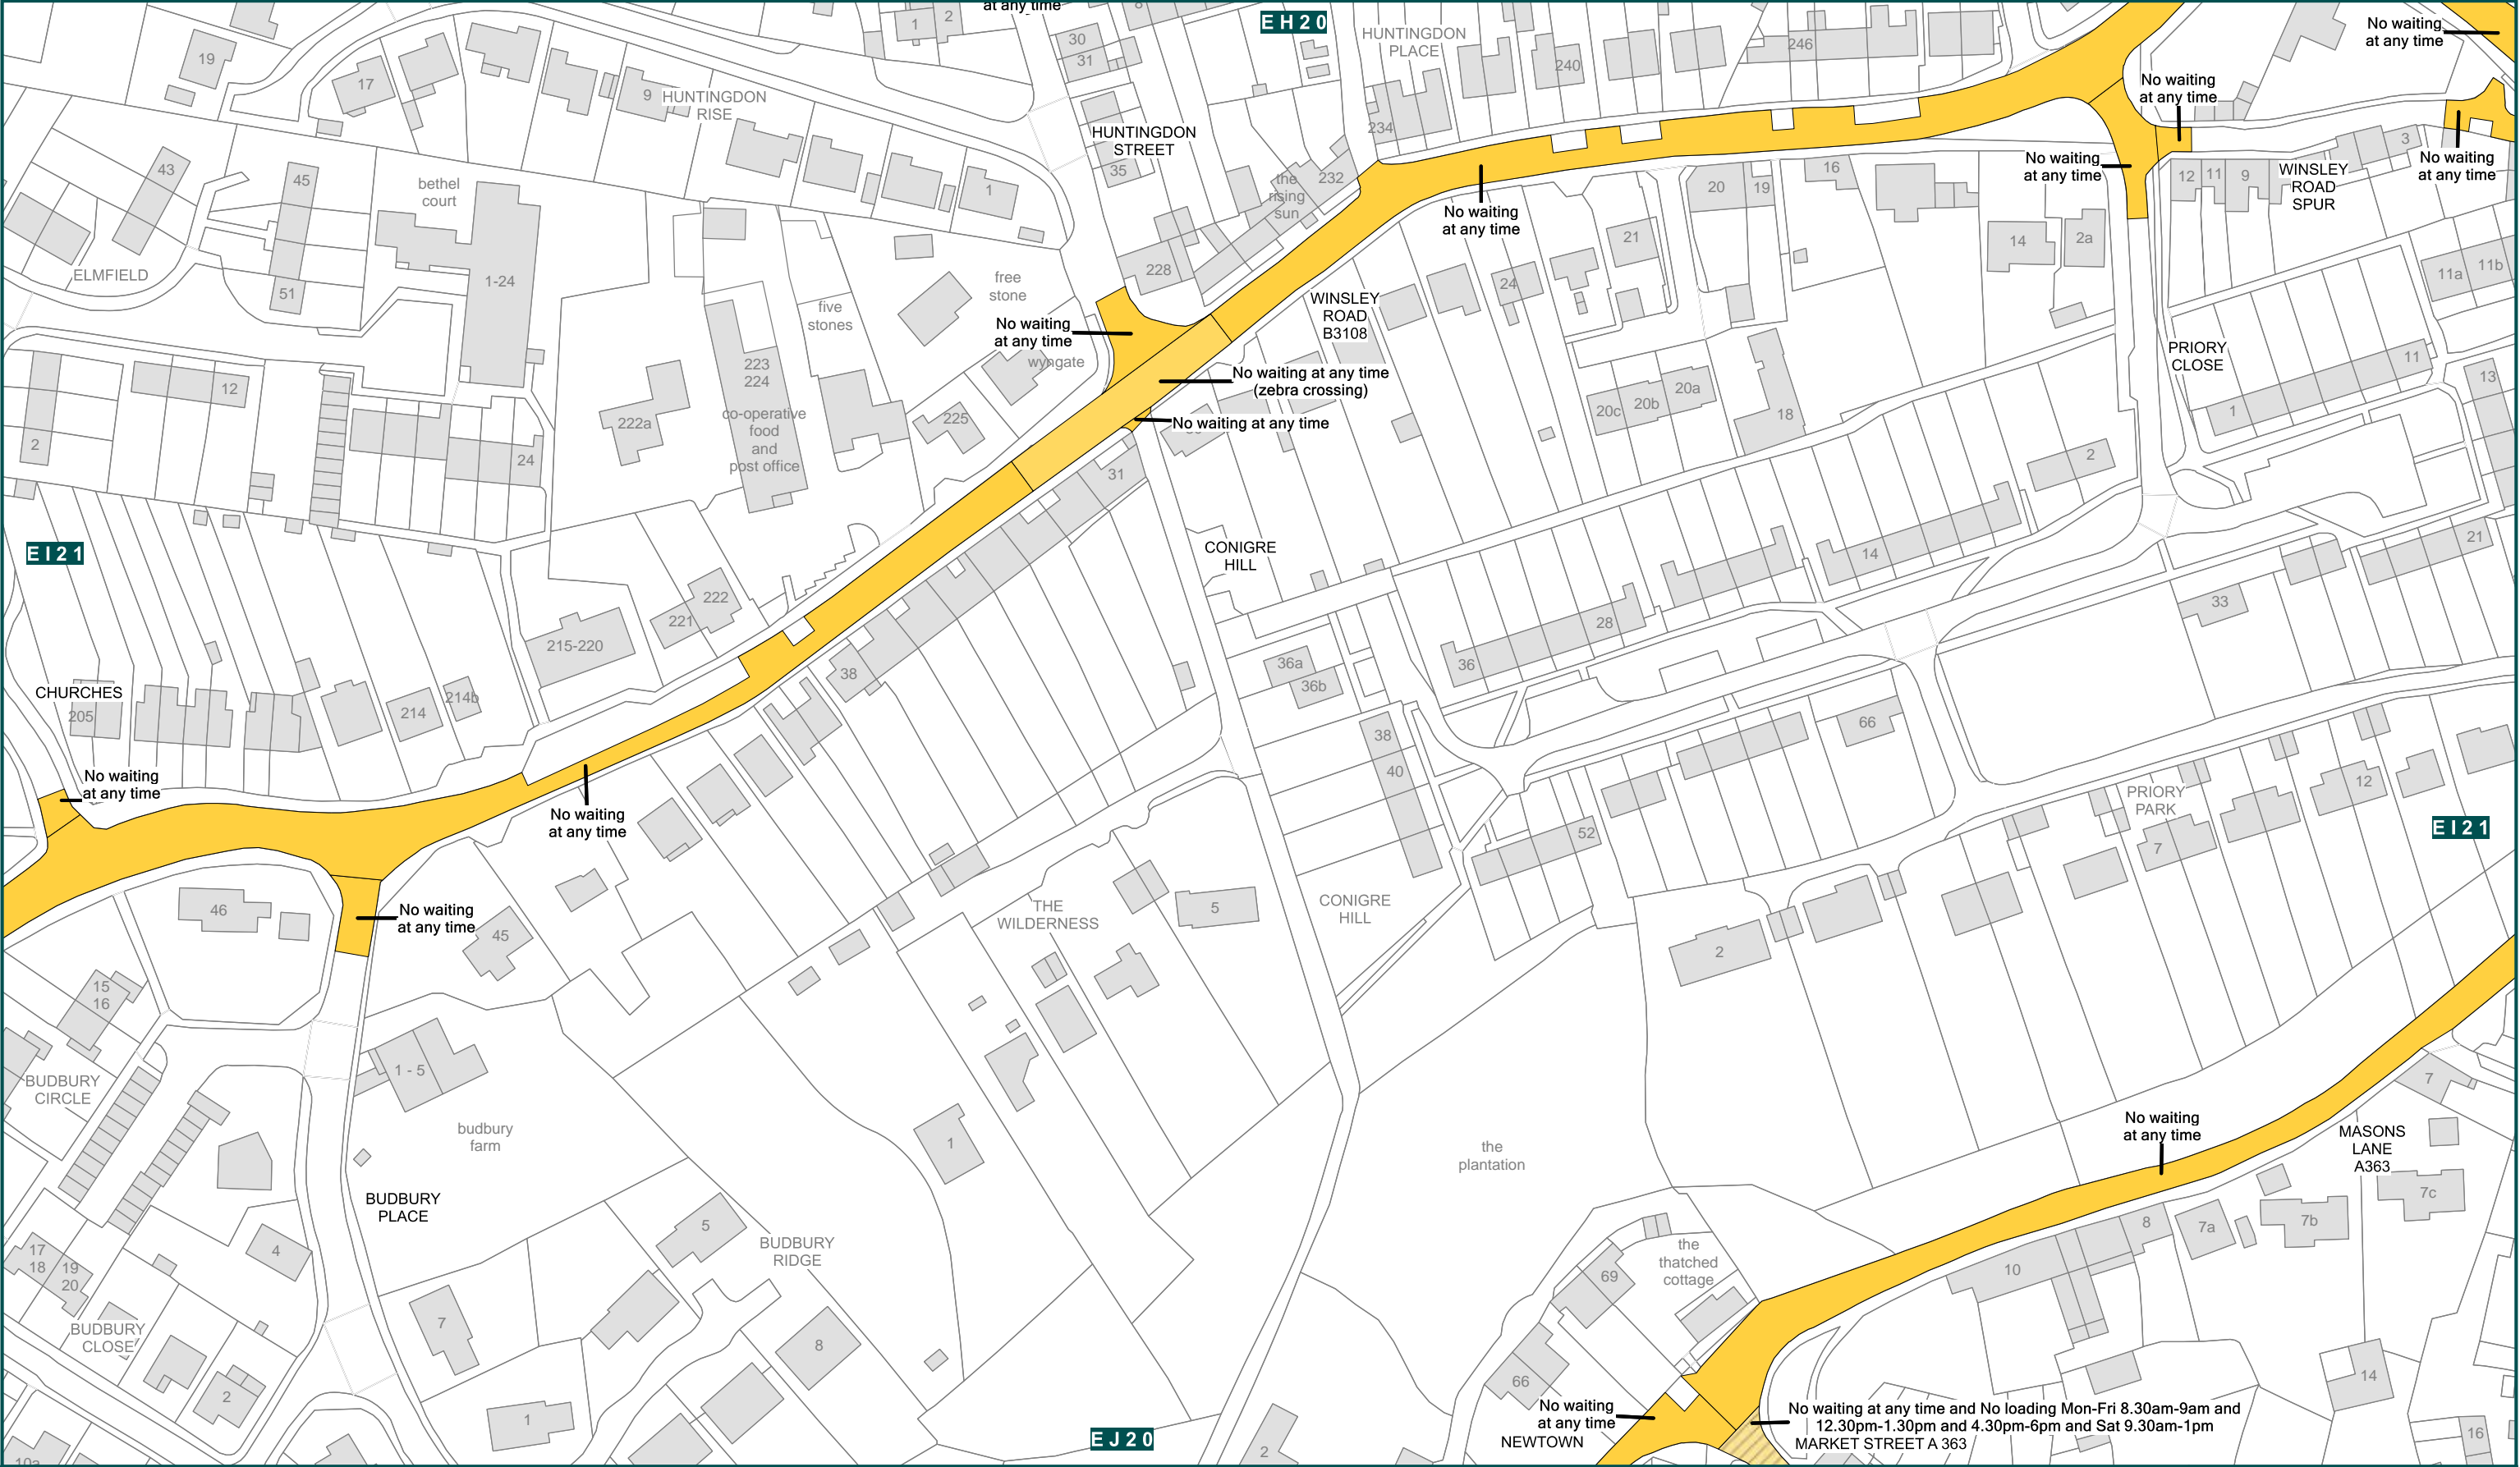 at any time
EH20
HUNTINGDON
PLACE
No waiting
at any time
1
2
30
31
246
240
234
19
17
9
HUNTINGDON
RISE
HUNTINGDON
STREET
35
the
rising
sun
232
No waiting
at any time
No waiting
at any time
No waiting
at any time
3
WINSLEY
ROAD
SPUR
12
11
9
No waiting
at any time
43
45
bethel
court
1
20
19
16
No waiting
at any time
21
14
2a
ELMFIELD
51
1-24
228
free
stone
five
stones
24
WINSLEY
ROAD
B3108
11a
11b
No waiting
at any time
wyngate
PRIORY
CLOSE
11
13
1
2
12
223
224
co-operative
food
and
post office
222a
225
No waiting at any time
(zebra crossing)
No waiting at any time
20c
20b
20a
18
24
31
2
EI21
CONIGRE
HILL
14
21
33
28
36
215-220
221
222
38
36a
36b
CHURCHES
205
214
214b
38
40
66
No waiting
at any time
No waiting
at any time
52
PRIORY
PARK
12
7
EI21
46
No waiting
at any time
45
THE
WILDERNESS
5
CONIGRE
HILL
2
15
16
1 - 5
BUDBURY
CIRCLE
budbury
farm
1
the
plantation
7
No waiting
at any time
MASONS
LANE
A363
7c
BUDBURY
PLACE
5
BUDBURY
RIDGE
8
7a
7b
17
18
19
20
4
the
thatched
cottage
69
10
7
8
BUDBURY
CLOSE
2
1
66
14
No waiting
at any time
NEWTOWN
No waiting at any time and No loading Mon-Fri 8.30am-9am and
12.30pm-1.30pm and 4.30pm-6pm and Sat 9.30am-1pm
MARKET STREET A 363
EJ20
2
16
10a